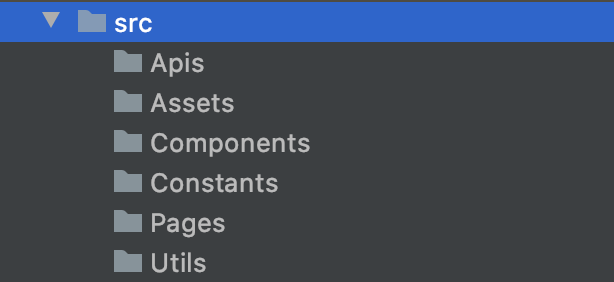 src
Apis
Assets
Components
Constants
Pages
Utils